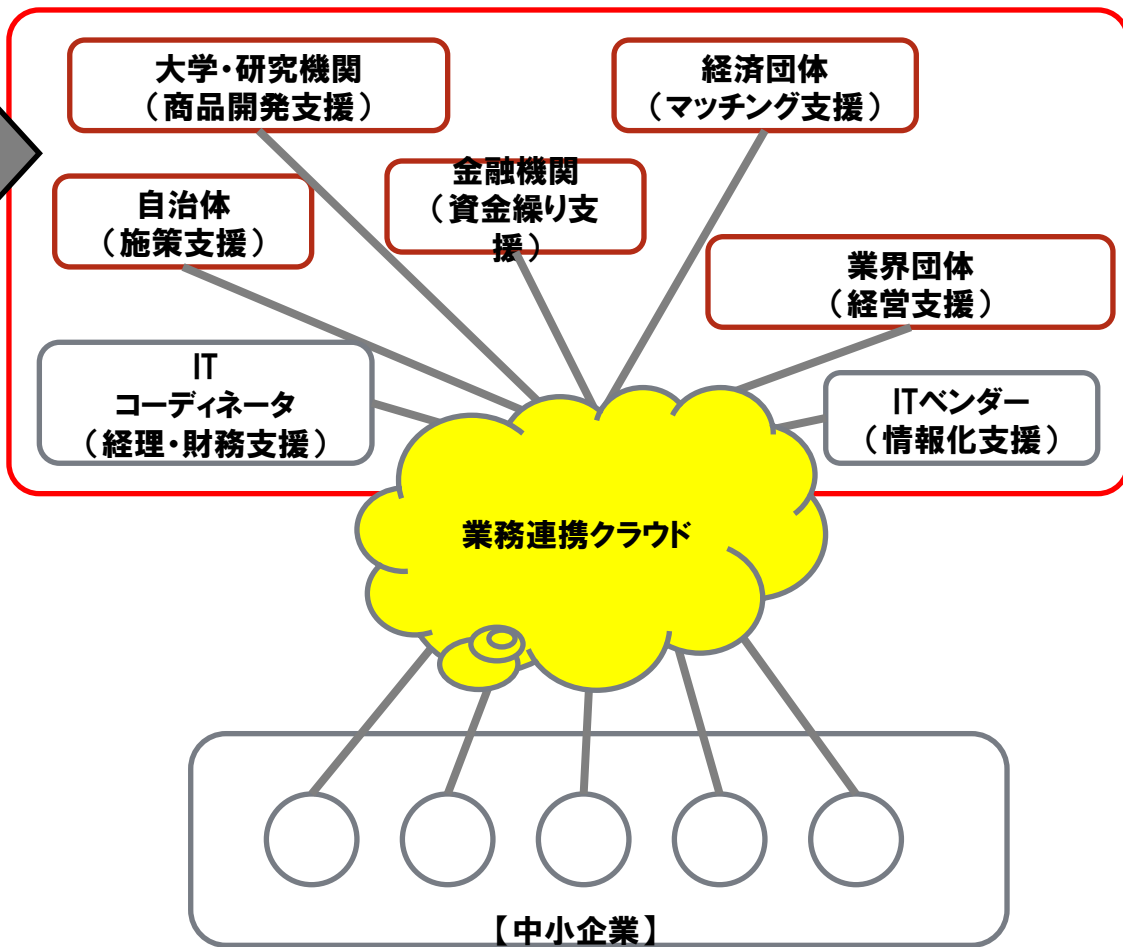 大学・研究機関
（商品開発支援）
経済団体
（マッチング支援）
金融機関
（資金繰り支
援）
自治体
（施策支援）
業界団体
（経営支援）
IT
コーディネータ
（経理・財務支援）
ITベンダー
（情報化支援）
業務連携クラウド
【中小企業】